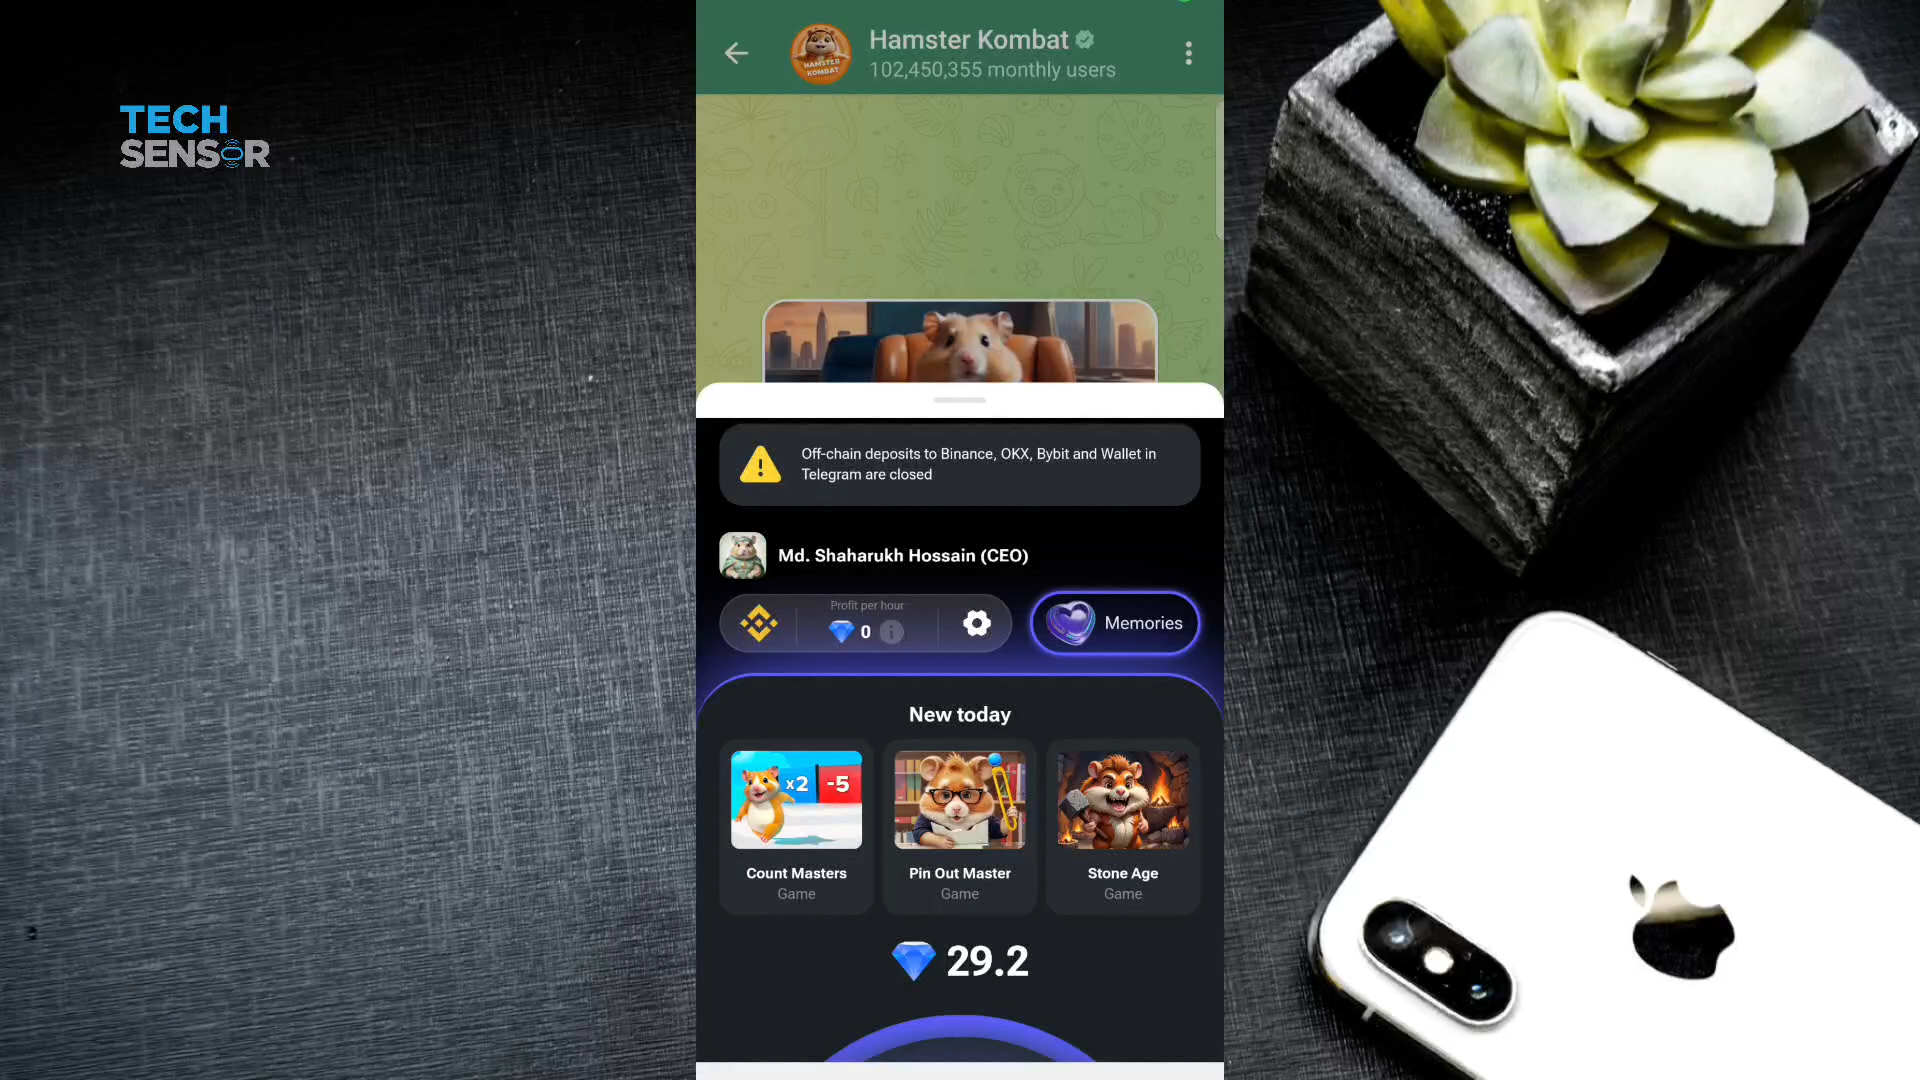 TECH
SENSOR
Hamster Kombat
102,450,355 monthly users
HAMSTER
KOMBAT
Off-chain deposits to Binance, OKX, Bybit and Wallet in
Telegram are closed
Md. Shaharukh Hossain (CEO)
Profit per hour
0
Memories
New today
x2 -5
Count Masters
Game
Pin Out Master
Game
Stone Age
Game
29.2